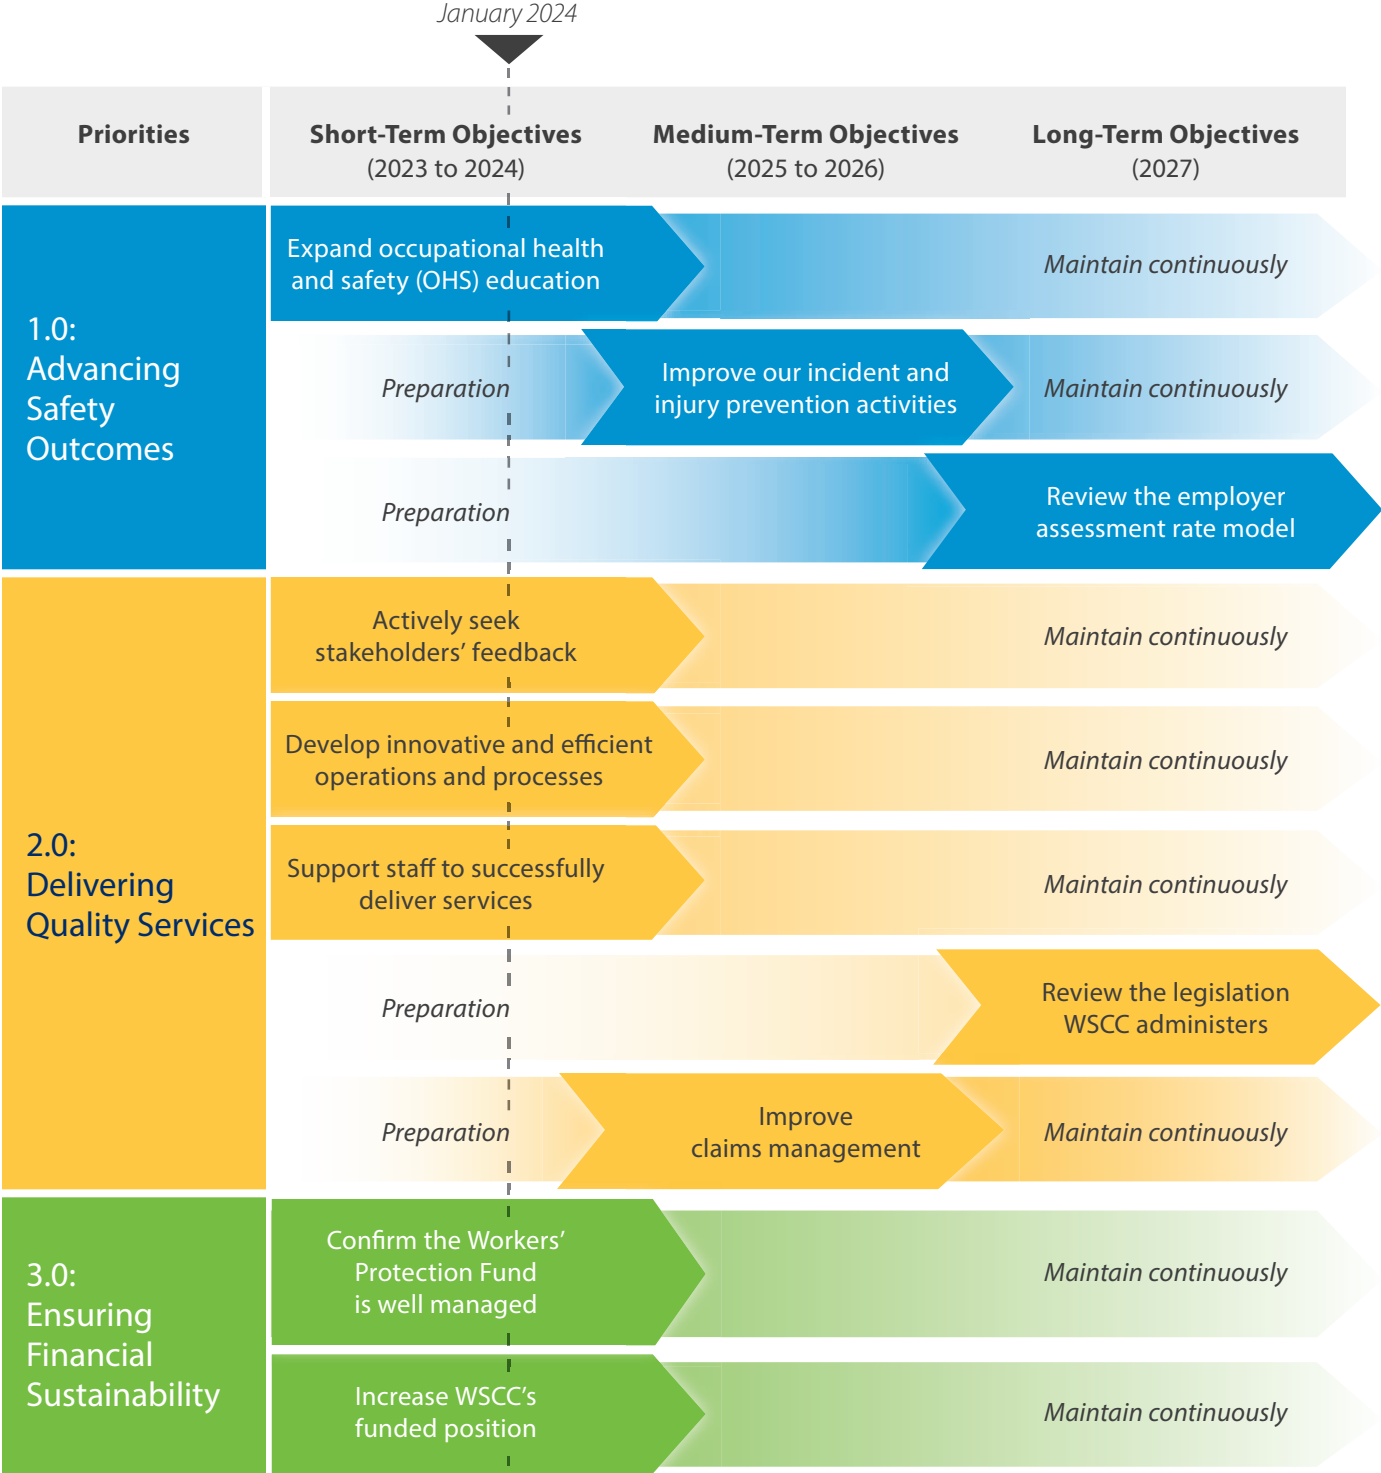 January 2024
Priorities
Short-Term Objectives
(2023 to 2024)
Medium-Term Objectives
(2025 to 2026)
Long-Term Objectives
(2027)
1.0:
Advancing
Safety
Outcomes
Expand occupational health
and safety (OHS) education
Maintain continuously
Preparation
Improve our incident and
injury prevention activities
Maintain continuously
Preparation
Review the employer
assessment rate model
2.0:
Delivering
Quality Services
Actively seek
stakeholders’ feedback
Maintain continuously
Develop innovative and efficient
operations and processes
Maintain continuously
Support staff to successfully
deliver services
Maintain continuously
Preparation
Review the legislation
WSCC administers
Preparation
Improve
claims management
Maintain continuously
3.0:
Ensuring
Financial
Sustainability
Confirm the Workers’
Protection Fund
is well managed
Maintain continuously
Increase WSCC’s
funded position
Maintain continuously